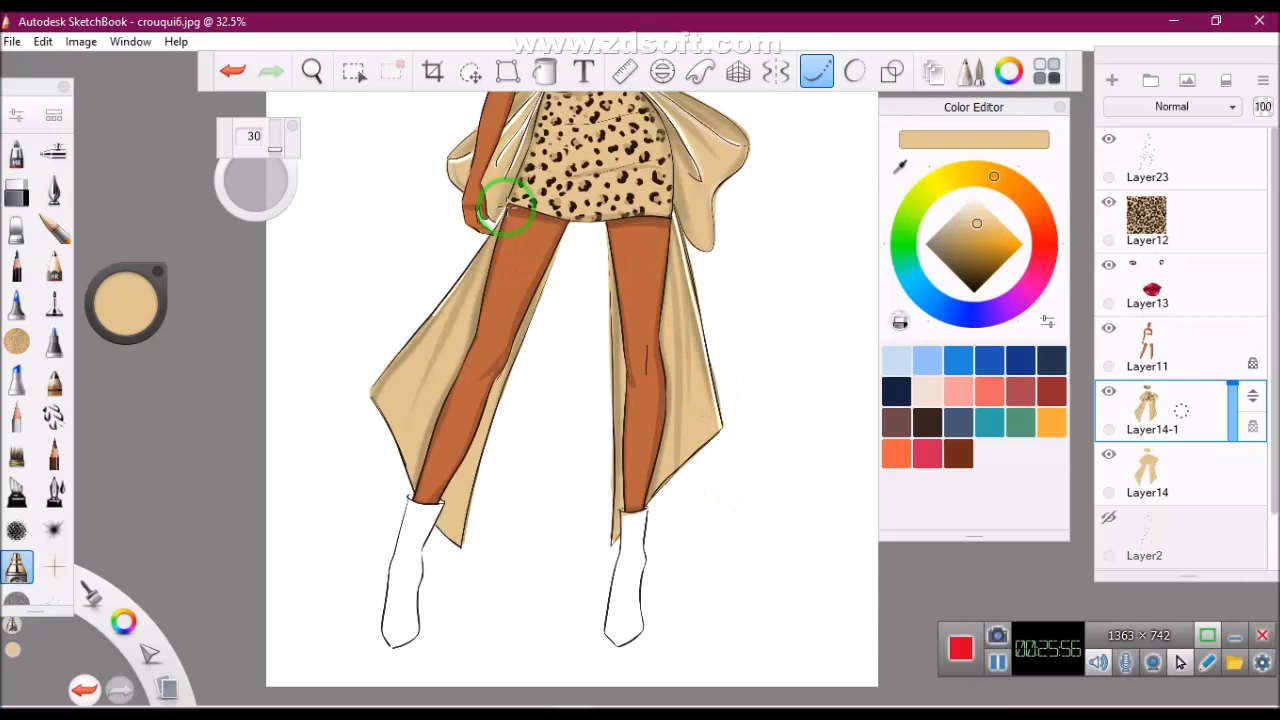 Autodesk SketchBook - crouqui6.jpg @ 32.5%
File Edit Image Window Help
www.zdsoft.com
Normal
100
30
Color Editor
Layer23
Layer12
Layer13
Layer11
Layer14-1
Layer14
Layer2
00:25:56
1363 × 742